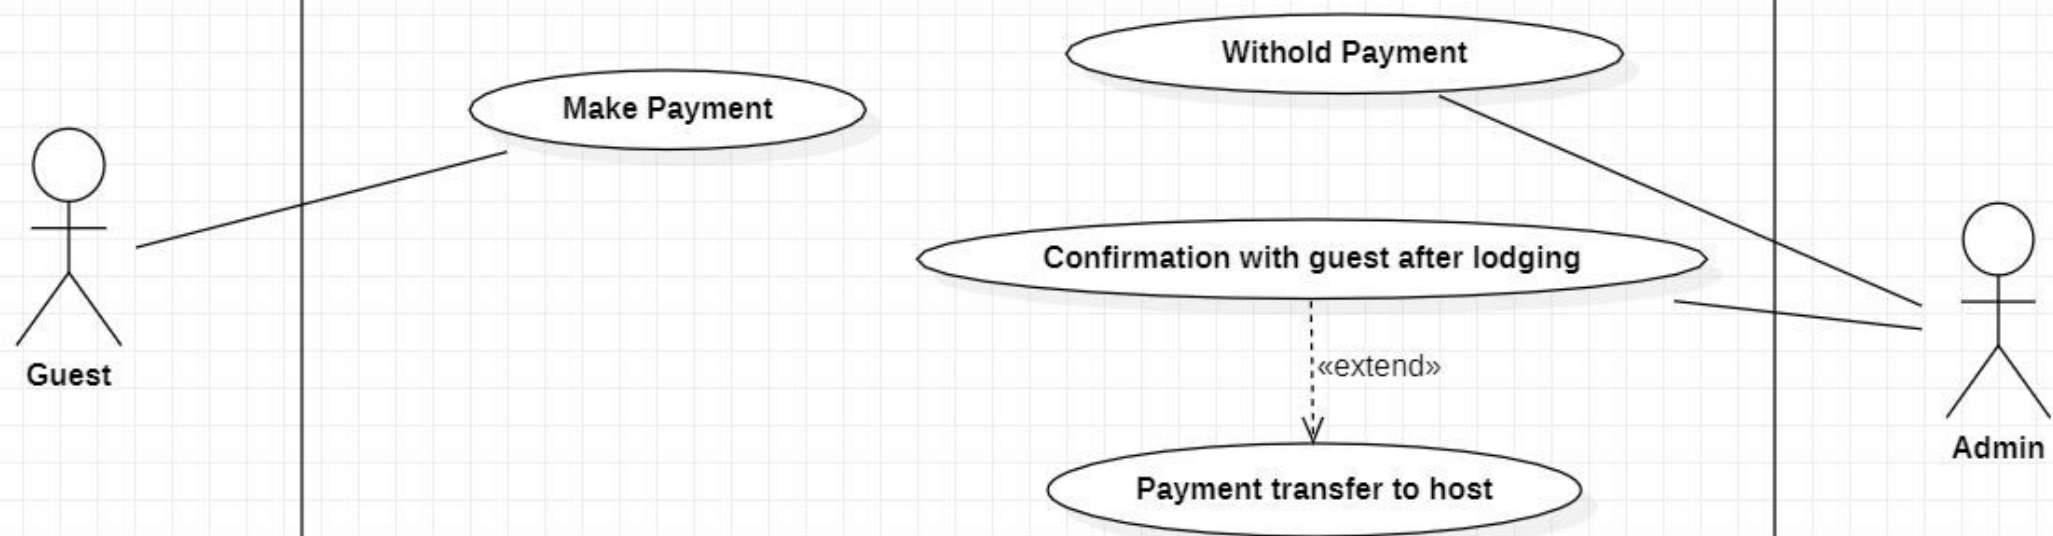 Withold Payment
Make Payment
Confirmation with guest after lodging
«extend»
Guest
Admin
Payment transfer to host